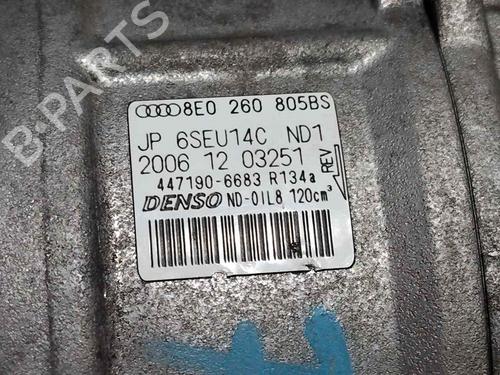 B-PARTS
8E0 260 805BS
JP 6SEU14C ND1
2006 12 03251
REV
447190-6683 R134a
DENSO ND-OIL8 120cm³